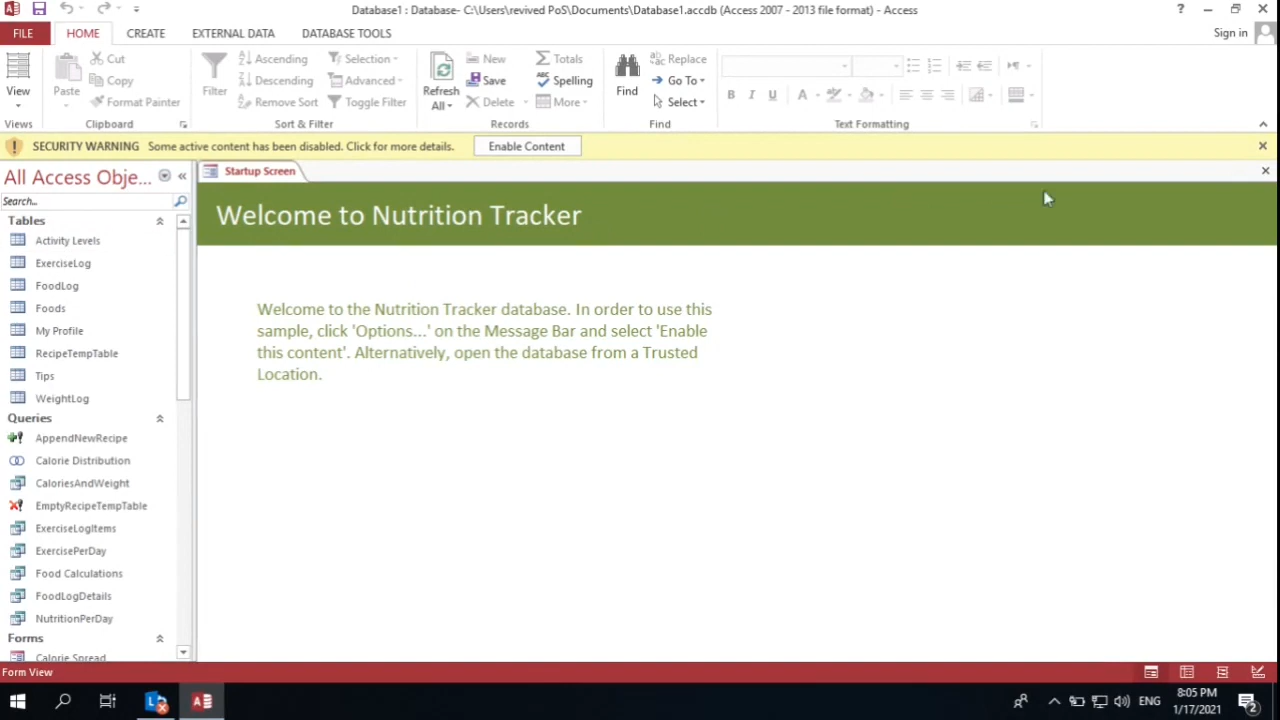 Database1 : Database- C:\Users\revived PoS\Documents\Database1.accdb (Access 2007 - 2013 file format) - Access
?
FILE HOME CREATE EXTERNAL DATA DATABASE TOOLS Sign in
View
Views
Paste
Cut
Copy
Format Painter
Clipboard
Filter
Ascending
Descending
Remove Sort
Selection
Advanced
Toggle Filter
Sort & Filter
Refresh
All
New
Save
Delete
Totals
Spelling
More
Records
Find
Replace
Go To
Select
Find
B I U A
Text Formatting
SECURITY WARNING Some active content has been disabled. Click for more details. Enable Content
All Access Obje...
Search...
Tables
Activity Levels
ExerciseLog
FoodLog
Foods
My Profile
RecipeTempTable
Tips
WeightLog
Queries
AppendNewRecipe
Calorie Distribution
CaloriesAndWeight
EmptyRecipeTempTable
ExerciseLogItems
ExercisePerDay
Food Calculations
FoodLogDetails
NutritionPerDay
Forms
Calorie Spread
Startup Screen
Welcome to Nutrition Tracker
Welcome to the Nutrition Tracker database. In order to use this
sample, click 'Options...' on the Message Bar and select 'Enable
this content'. Alternatively, open the database from a Trusted
Location.
Form View
ENG
8:05 PM
1/17/2021
2